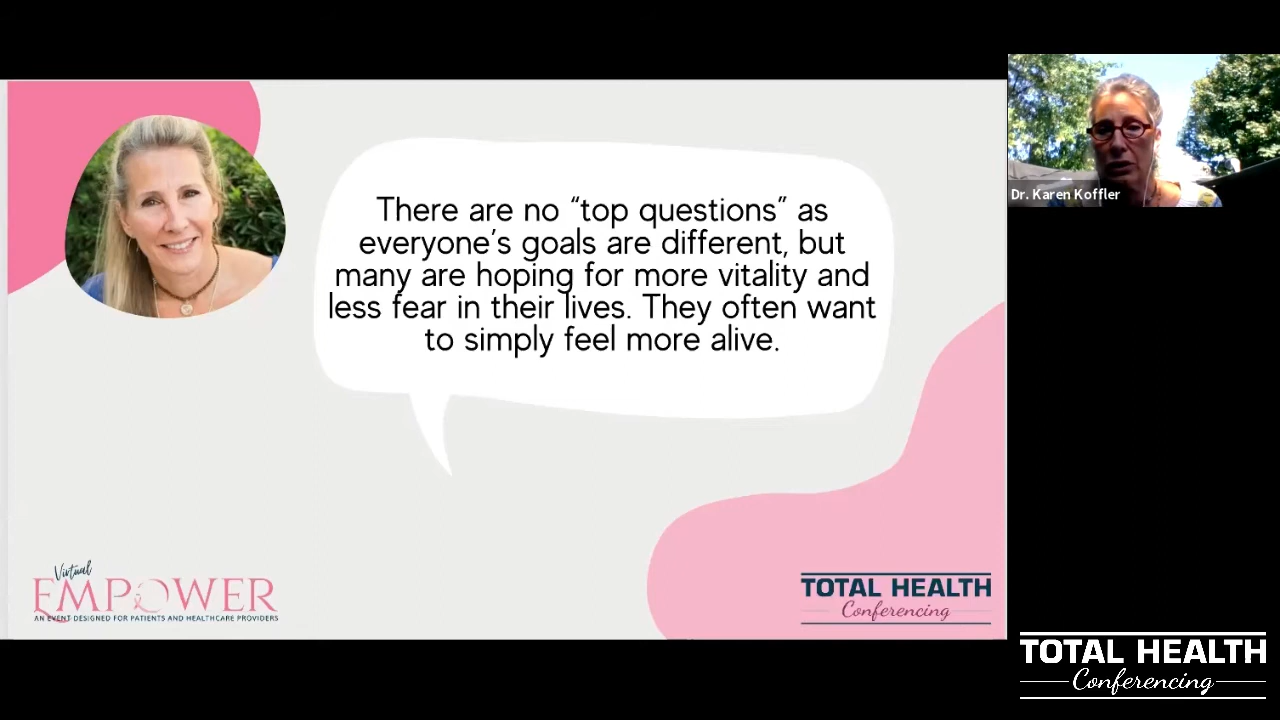 There are no “top questions” as
everyone’s goals are different, but
many are hoping for more vitality and
less fear in their lives. They often want
to simply feel more alive.
Dr. Karen Koffler
Virtual
EMPOWER
AN EVENT DESIGNED FOR PATIENTS AND HEALTHCARE PROVIDERS
TOTAL HEALTH
Conferencing
TOTAL HEALTH
Conferencing